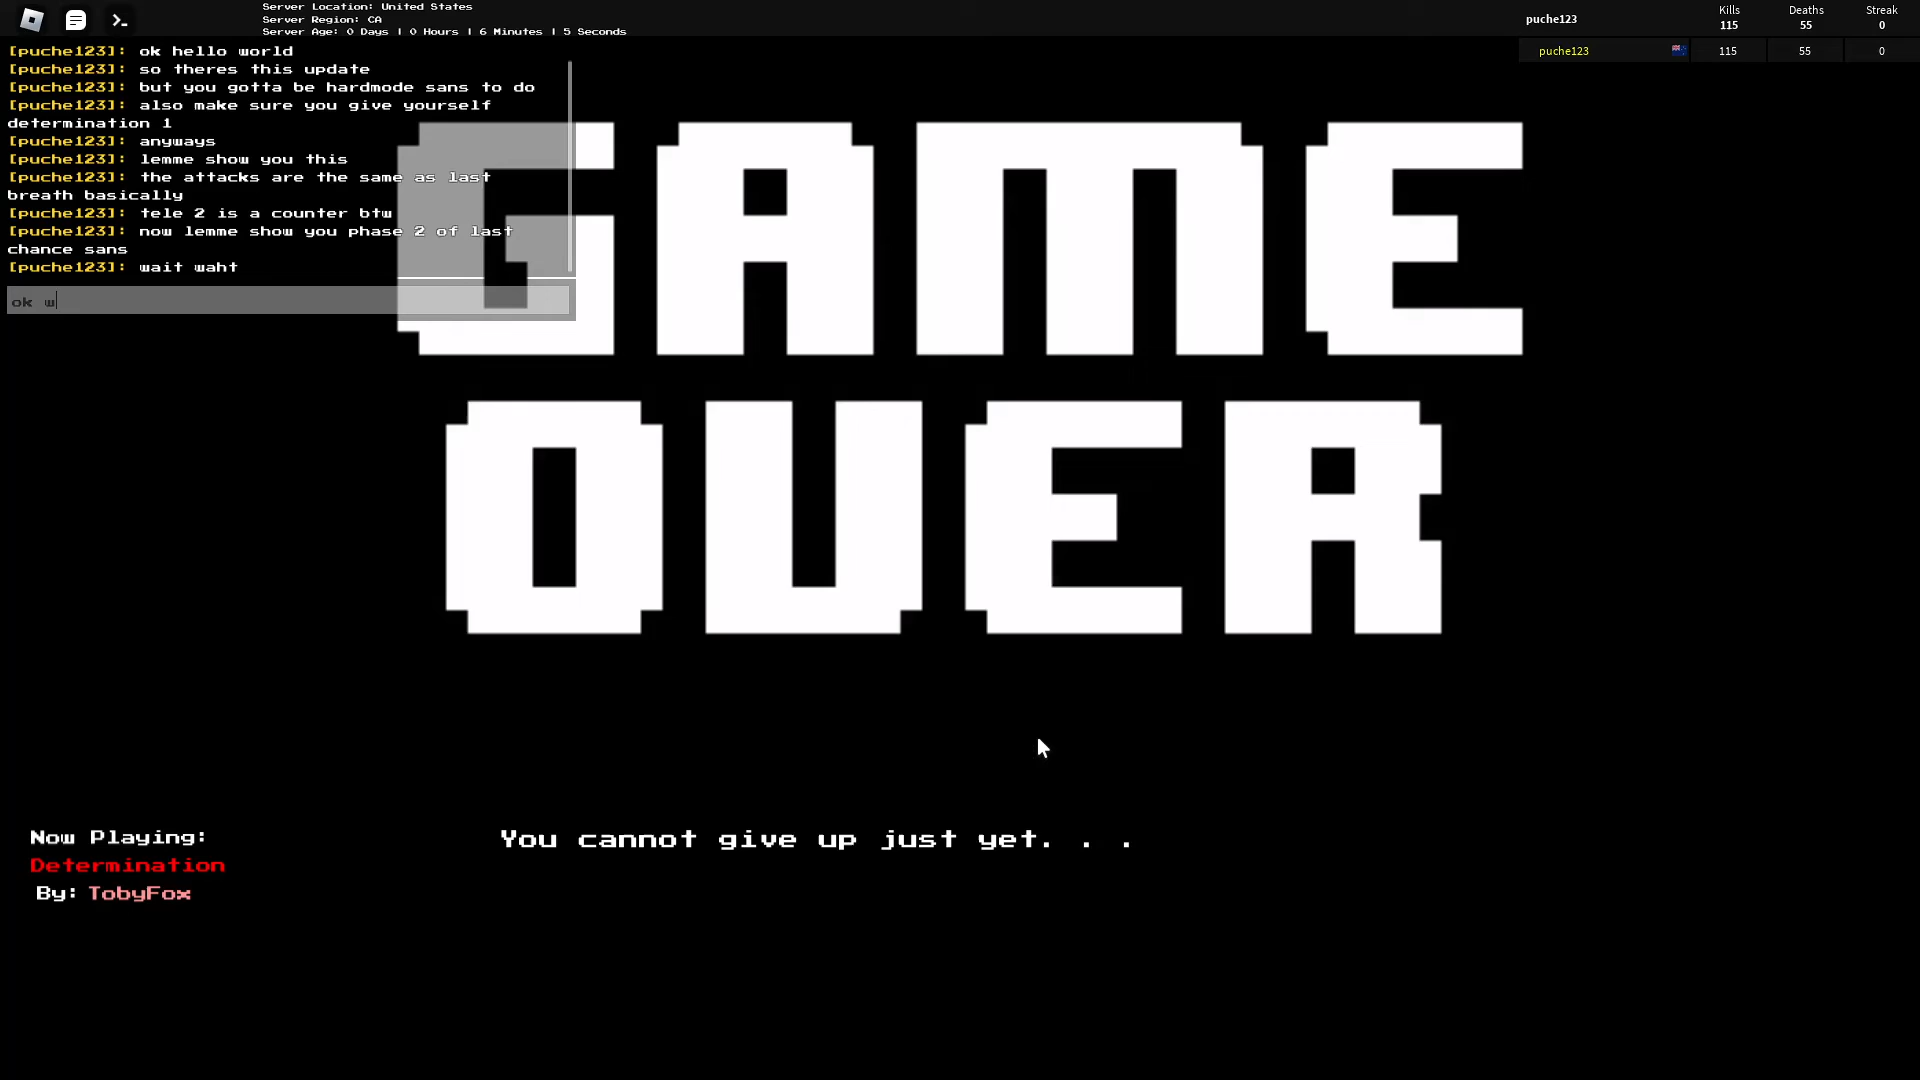 Server Location: United States
Server Region: CA
Server Age: 0 Days | 0 Hours | 6 Minutes | 5 Seconds
puche123 Kills Deaths Streak
115 55 0
puche123 115 55 0
[puche123]: ok hello world
[puche123]: so theres this update
[puche123]: but you gotta be hardmode sans to do
[puche123]: also make sure you give yourself
determination 1
[puche123]: anyways
[puche123]: lemme show you this
[puche123]: the attacks are the same as last
breath basically
[puche123]: tele 2 is a counter btw
[puche123]: now lemme show you phase 2 of last
chance sans
[puche123]: wait waht
ok w
GAME
OVER
You cannot give up just yet. . .
Now Playing:
Determination
By: TobyFox